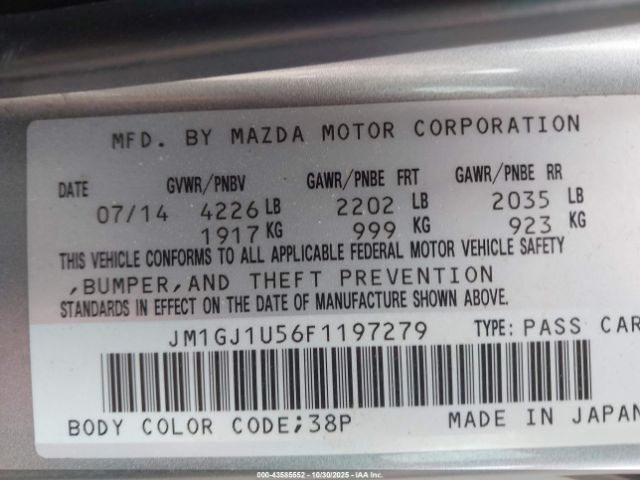 MFD. BY MAZDA MOTOR CORPORATION
DATE GVWR/PNBV GAWR/PNBE FRT GAWR/PNBE RR
07/14 4226 LB 2202 LB 2035 LB
1917 KG 999 KG 923 KG
THIS VEHICLE CONFORMS TO ALL APPLICABLE FEDERAL MOTOR VEHICLE SAFETY
,BUMPER,AND THEFT PREVENTION
STANDARDS IN EFFECT ON THE DATE OF MANUFACTURE SHOWN ABOVE.
JM1GJ1U56F1197279 TYPE: PASS CAR
BODY COLOR CODE;38P MADE IN JAPAN
000-43585552 - 10/30/2025 - IAA Inc.